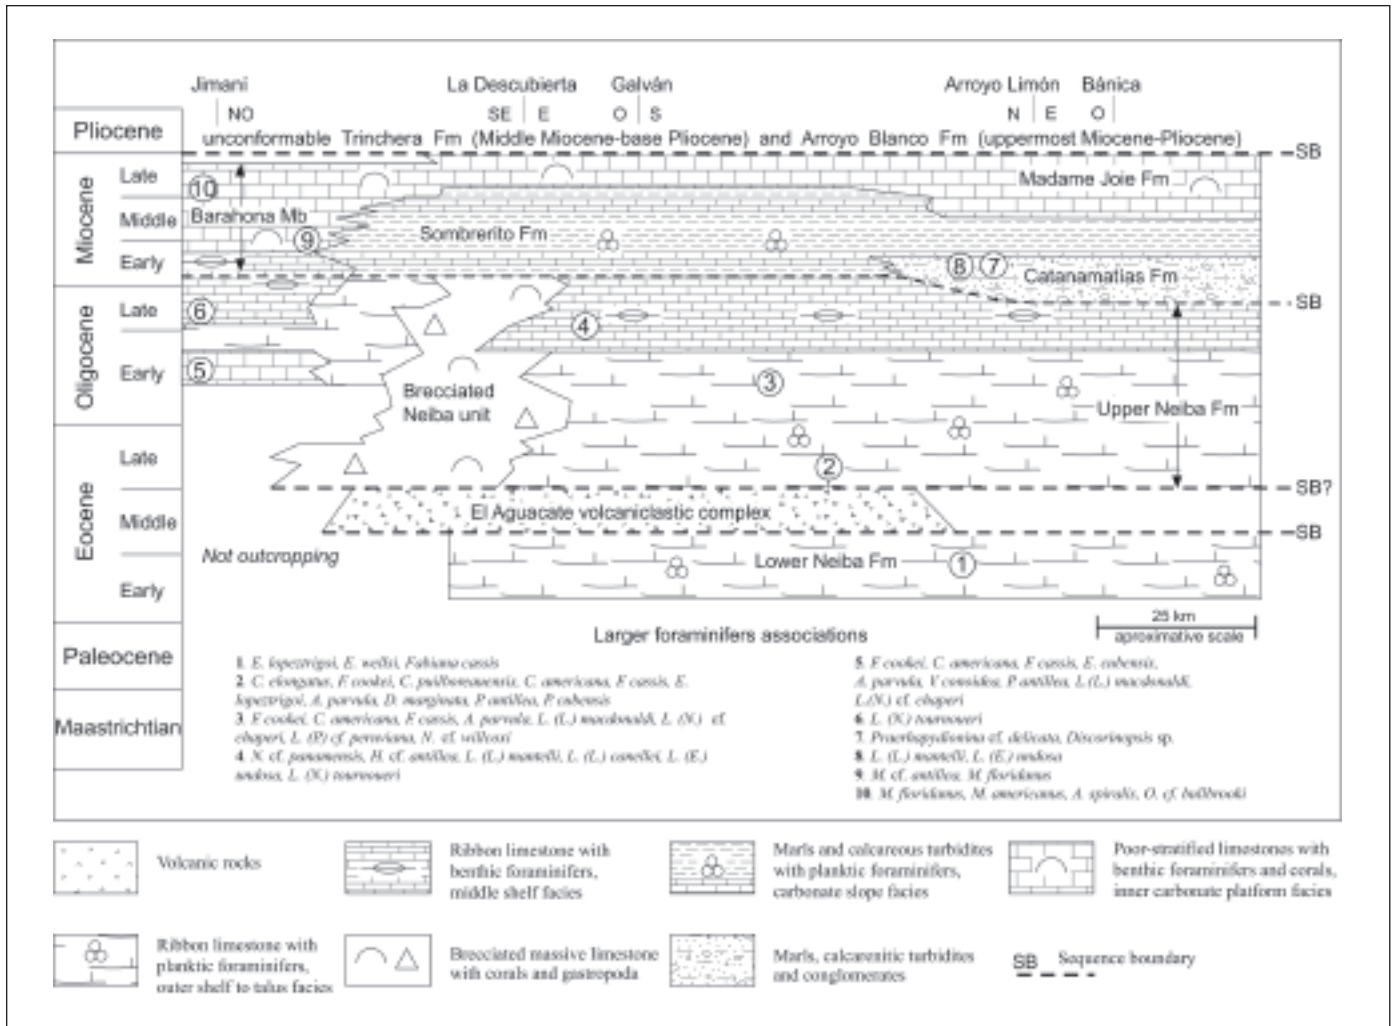 Jimaní La Descubierta Galván Arroyo Limón Bánica
NO SE E O S N E O
Pliocene
unconformable Trinchera Fm (Middle Miocene-base Pliocene) and Arroyo Blanco Fm (uppermost Miocene-Pliocene)
SB
Miocene
Late
10
Madame Joie Fm
Middle
Barahona Mb
9
Sombrerito Fm
Early
8 7
Catanamatias Fm
SB
Oligocene
Late
6
4
Early
5
3
Brecciated
Neiba unit
Upper Neiba Fm
Eocene
Late
2
SB?
Middle
El Aguacate volcaniclastic complex
SB
Not outcropping
Lower Neiba Fm
1
Early
25 km
aproximative scale
Paleocene
Maastrichtian
Larger foraminifers associations
1. E. lopeztrigoi, E. wellsi, Fabiana cassis
2. C. elongatus, F. cookei, C. C. americana, F. cassis, E.
lopeztrigoi, A. parvula, D. marginata, P. antillea, P. cubensis
3. F. cookei, C. americana, F. cassis, A. parvula, L. (L.) macdonaldi, L. (N.) cf.
chaperi, L. (P.) cf. peruviana, N. cf. willcoxi
4. N. cf. panamensis, H. cf. antillea, L. (L.) mantelli, L. (L.) canellei, L. (E.)
undosa, L. (N.) tournoueri
5. F. cookei, C. americana, F. cassis, E. cubensis,
A. parvula, P. antillea, L. (L.) macdonaldi,
L.(N.) cf. chaperi
6. L. (N.) tournoueri
7. Praerhapydionina cf. delicata, Discorinopsis sp.
8. L. (L.) mantelli, L. (E.) undosa
9. M. cf. antillea, M. floridanus
10. M. floridanus, M. americanus, A. spiralis, O. cf. bullbrooki
Volcanic rocks
Ribbon limestone with
benthic foraminifers,
middle shelf facies
Marls and calcareous turbidites
with planktic foraminifers,
carbonate slope facies
Poor-stratified limestones with
benthic foraminifers and corals,
inner carbonate platform facies
Ribbon limestone with
planktic foraminifers,
outer shelf to talus facies
Brecciated massive limestone
with corals and gastropoda
Marls, calcarenitic turbidites
and conglomerates
SB Sequence boundary